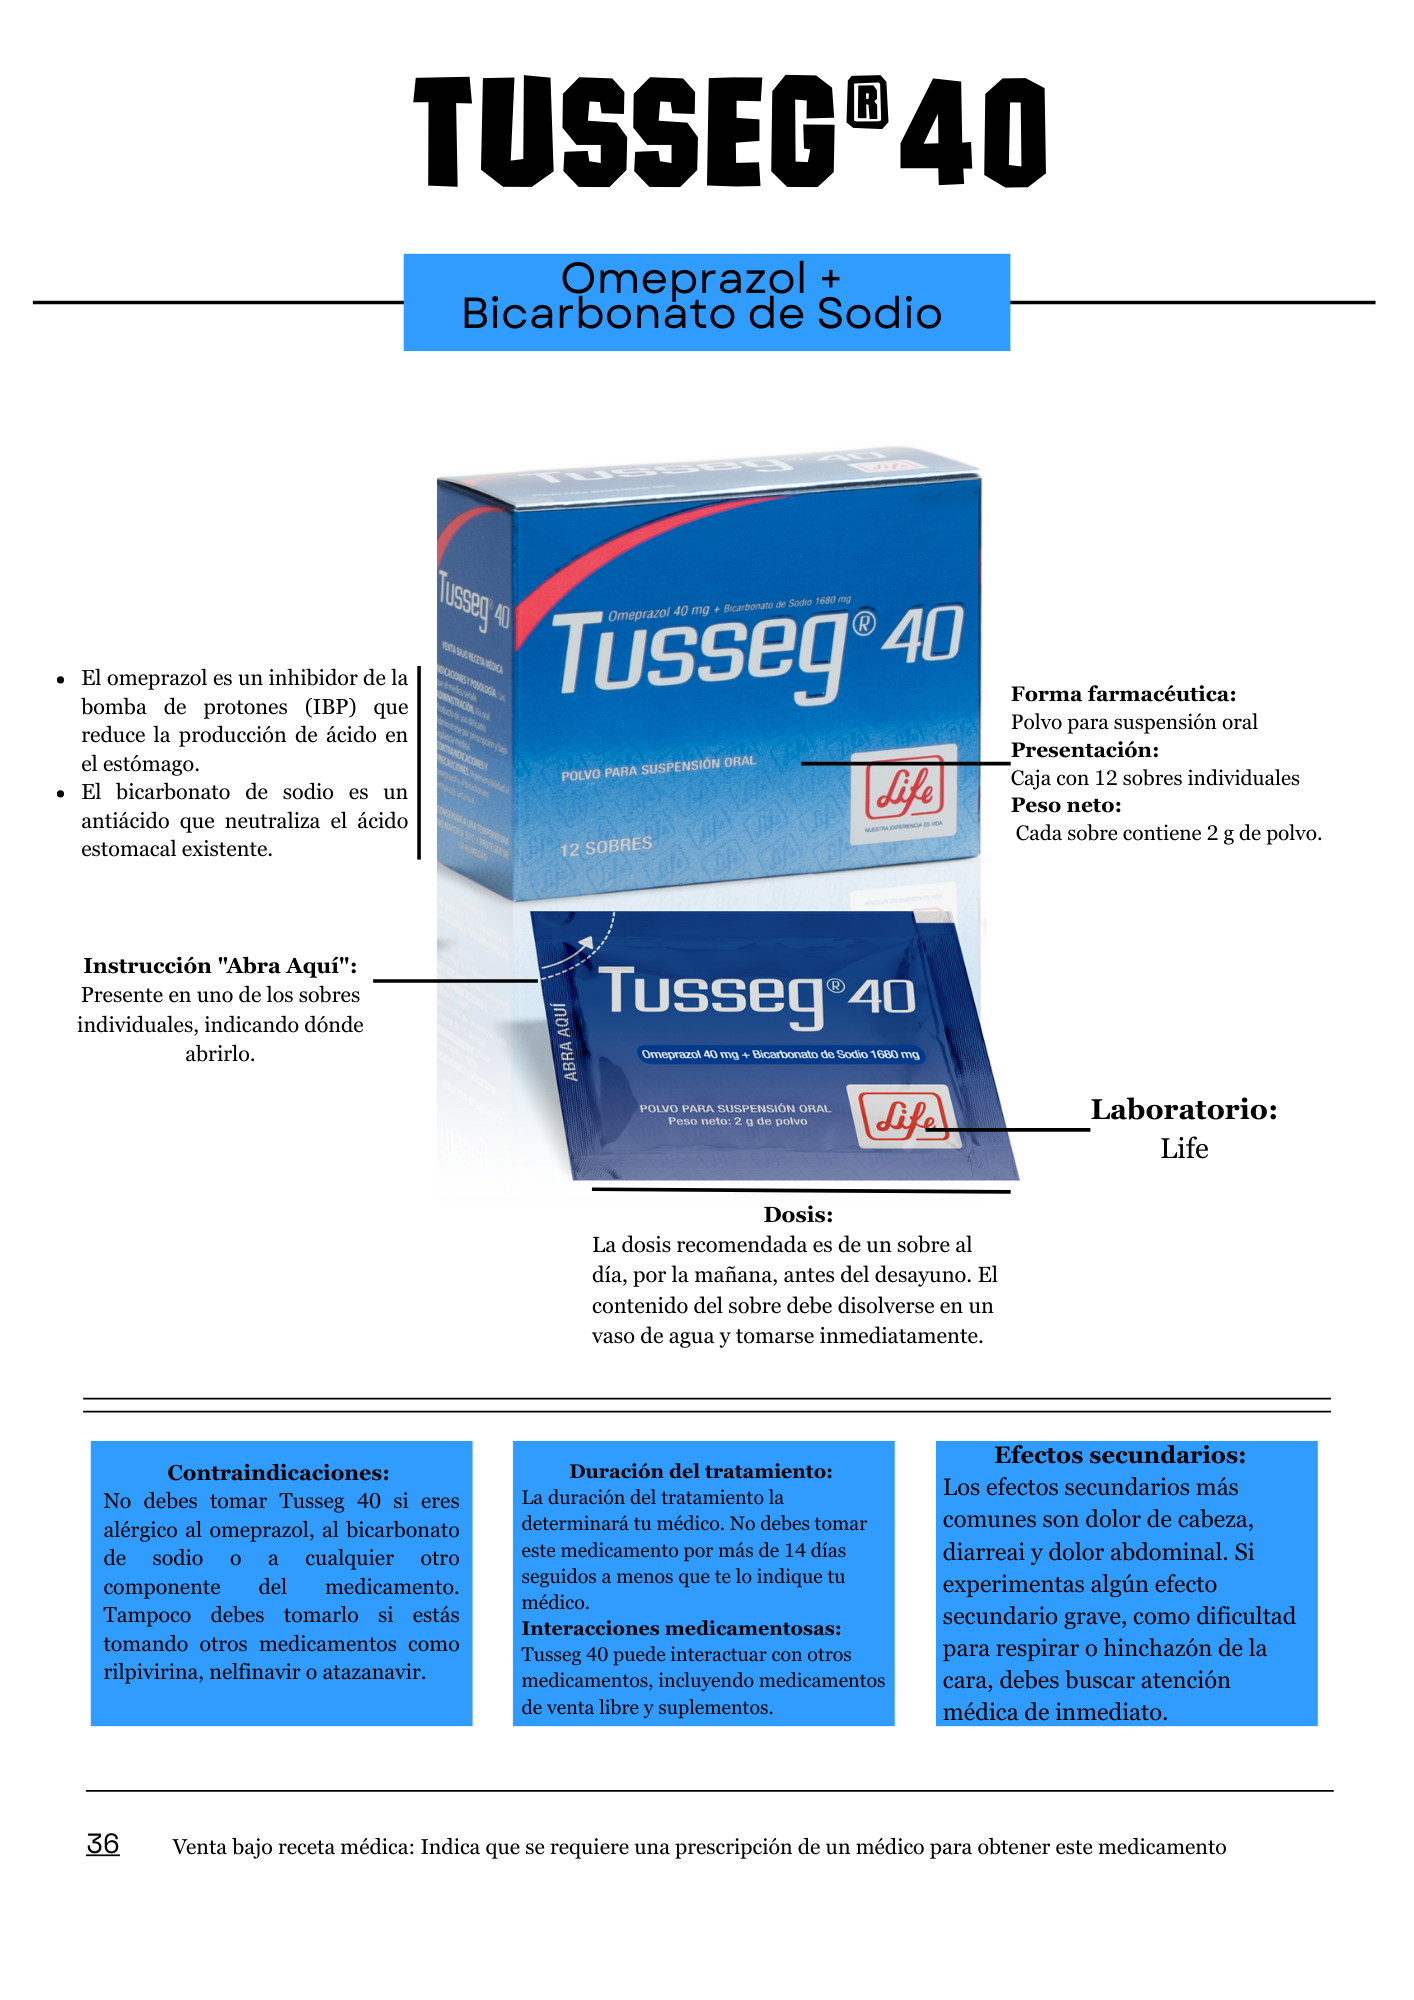 TUSSEG®40
Omeprazol +
Bicarbonato de Sodio
Tusseg 40
Life
Tusseg 40
VENTA BAJO RECETA MÉDICA
Omeprazol 40 mg + Bicarbonato de Sodio 1680 mg
Tusseg® 40
POLVO PARA SUSPENSIÓN ORAL
Life
NUESTRA EXPERIENCIA ES VIDA
12 SOBRES
• El omeprazol es un inhibidor de la
bomba de protones (IBP) que
reduce la producción de ácido en
el estómago.
• El bicarbonato de sodio es un
antiácido que neutraliza el ácido
estomacal existente.
Forma farmacéutica:
Polvo para suspensión oral
Presentación:
Caja con 12 sobres individuales
Peso neto:
Cada sobre contiene 2 g de polvo.
Instrucción "Abra Aquí":
Presente en uno de los sobres
individuales, indicando dónde
abrirlo.
ABRA AQUÍ
Tusseg® 40
Omeprazol 40 mg + Bicarbonato de Sodio 1680 mg
POLVO PARA SUSPENSIÓN ORAL
Peso neto: 2 g de polvo
Life
Laboratorio:
Life
Dosis:
La dosis recomendada es de un sobre al
día, por la mañana, antes del desayuno. El
contenido del sobre debe disolverse en un
vaso de agua y tomarse inmediatamente.
Contraindicaciones:
No debes tomar Tusseg 40 si eres
alérgico al omeprazol, al bicarbonato
de sodio o a cualquier otro
componente del medicamento.
Tampoco debes tomarlo si estás
tomando otros medicamentos como
rilpivirina, nelfinavir o atazanavir.
Duración del tratamiento:
La duración del tratamiento la
determinará tu médico. No debes tomar
este medicamento por más de 14 días
seguidos a menos que te lo indique tu
médico.
Interacciones medicamentosas:
Tusseg 40 puede interactuar con otros
medicamentos, incluyendo medicamentos
de venta libre y suplementos.
Efectos secundarios:
Los efectos secundarios más
comunes son dolor de cabeza,
diarreai y dolor abdominal. Si
experimentas algún efecto
secundario grave, como dificultad
para respirar o hinchazón de la
cara, debes buscar atención
médica de inmediato.
36
Venta bajo receta médica: Indica que se requiere una prescripción de un médico para obtener este medicamento